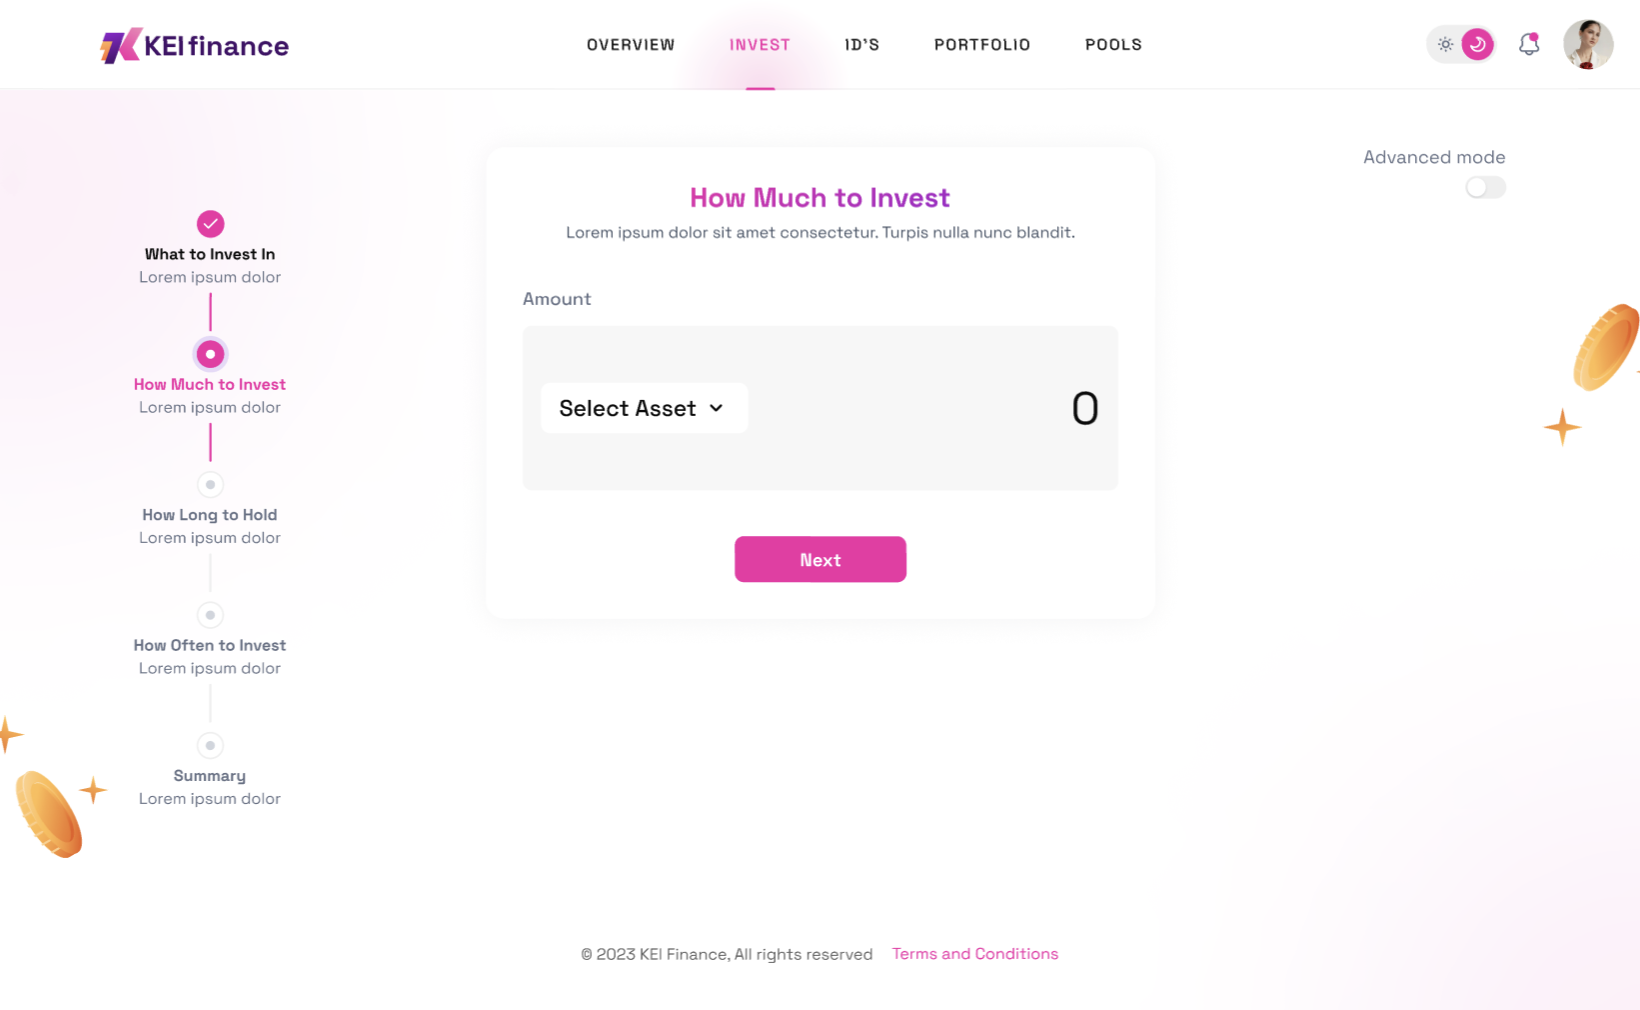 KEI finance
OVERVIEW
INVEST
ID'S
PORTFOLIO
POOLS
Advanced mode
What to Invest In
Lorem ipsum dolor
How Much to Invest
Lorem ipsum dolor
How Long to Hold
Lorem ipsum dolor
How Often to Invest
Lorem ipsum dolor
Summary
Lorem ipsum dolor
How Much to Invest
Lorem ipsum dolor sit amet consectetur. Turpis nulla nunc blandit.
Amount
Select Asset
0
Next
© 2023 KEI Finance, All rights reserved Terms and Conditions